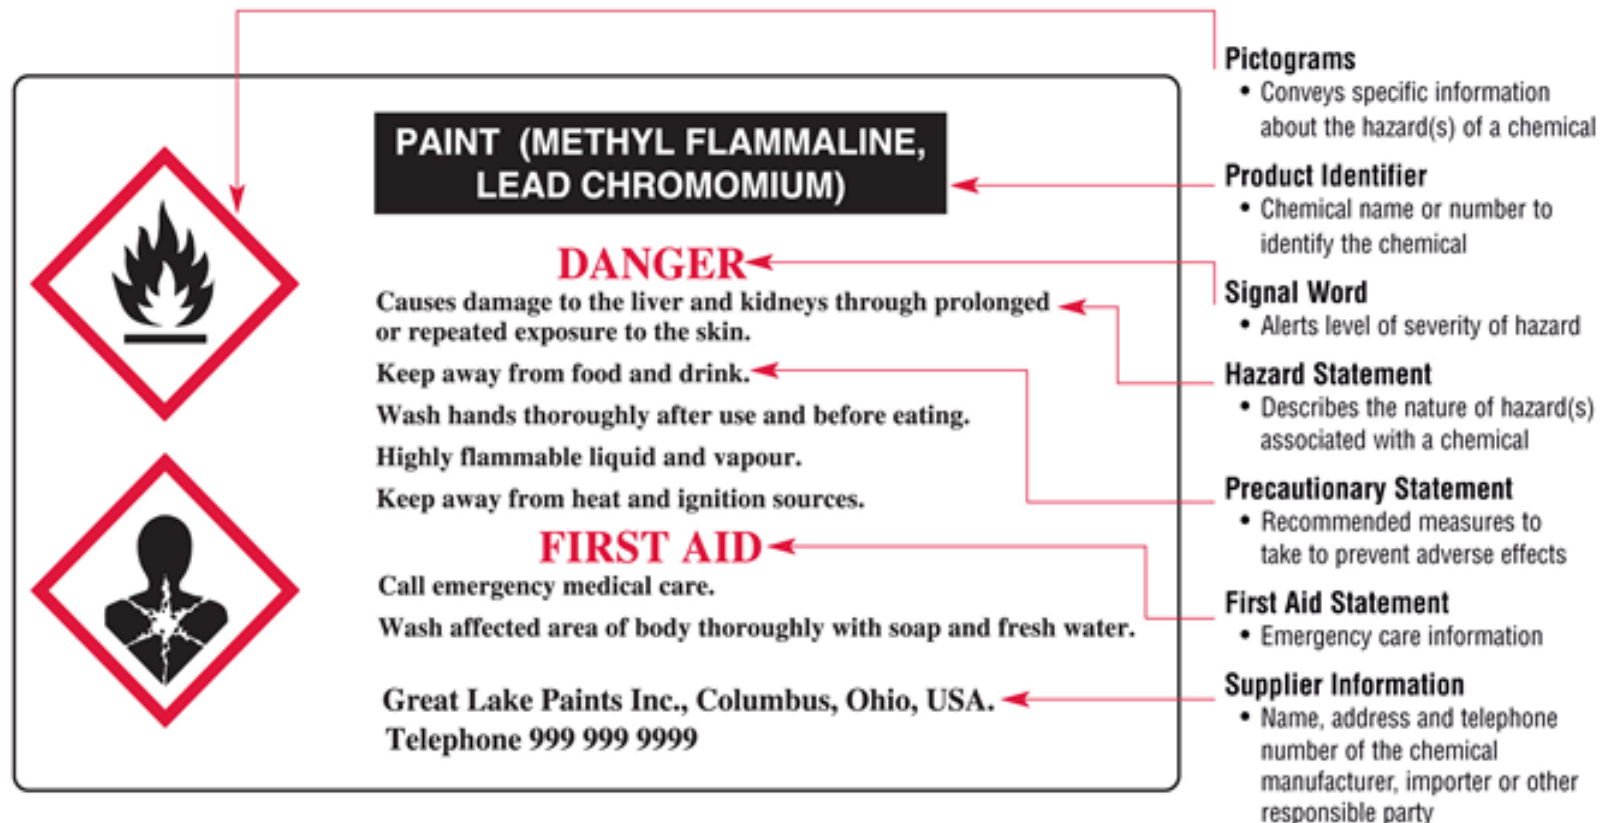 PAINT (METHYL FLAMMALINE,
LEAD CHROMOMIUM)
DANGER
Causes damage to the liver and kidneys through prolonged
or repeated exposure to the skin.
Keep away from food and drink.
Wash hands thoroughly after use and before eating.
Highly flammable liquid and vapour.
Keep away from heat and ignition sources.
FIRST AID
Call emergency medical care.
Wash affected area of body thoroughly with soap and fresh water.
Great Lake Paints Inc., Columbus, Ohio, USA.
Telephone 999 999 9999
Pictograms
• Conveys specific information
about the hazard(s) of a chemical
Product Identifier
• Chemical name or number to
identify the chemical
Signal Word
• Alerts level of severity of hazard
Hazard Statement
• Describes the nature of hazard(s)
associated with a chemical
Precautionary Statement
• Recommended measures to
take to prevent adverse effects
First Aid Statement
• Emergency care information
Supplier Information
• Name, address and telephone
number of the chemical
manufacturer, importer or other
responsible party